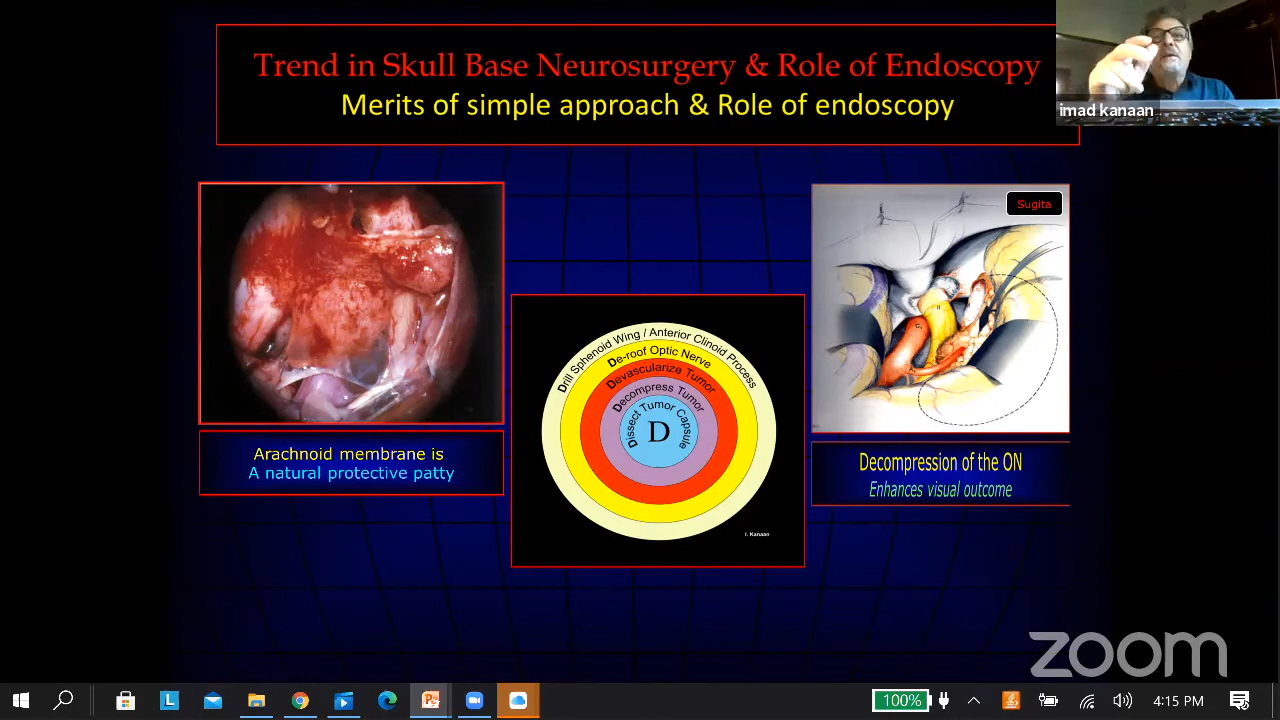 Trend in Skull Base Neurosurgery & Role of Endoscopy
Merits of simple approach & Role of endoscopy
imad kanaan
Sugita
Drill Sphenoid Wing / Anterior Clinoid Process
De-roof Optic Nerve
Devascularize Tumor
Decompress Tumor
Dissect Tumor Capsule
D
I. Kanaan
Arachnoid membrane is
A natural protective patty
Decompression of the ON
Enhances visual outcome
zoom
L
100%
4:15 PM